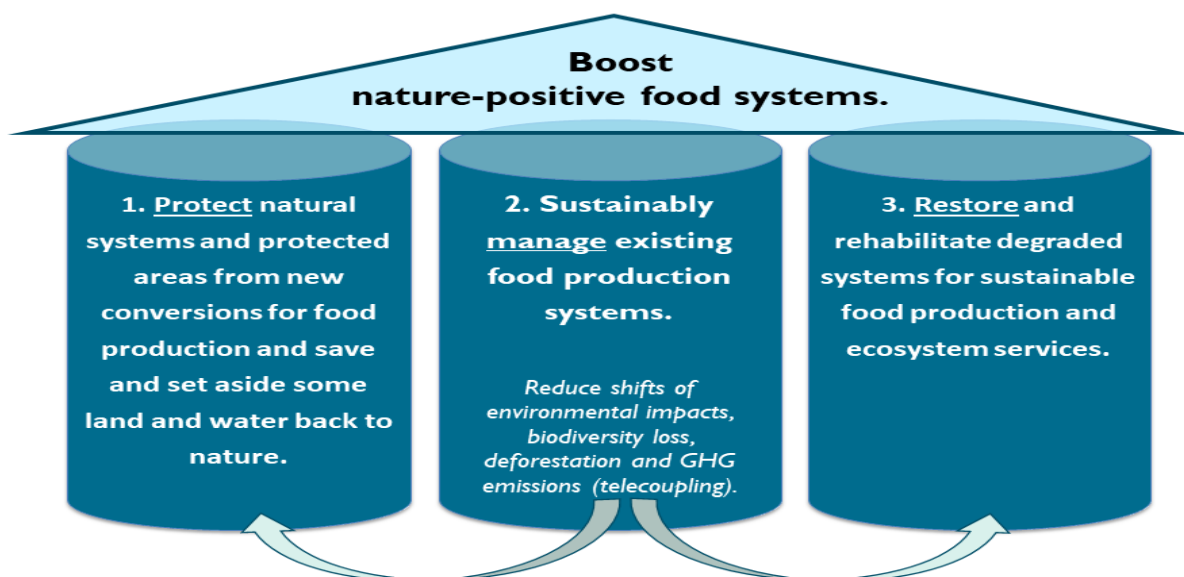 Boost
nature-positive food systems.
1. Protect natural
systems and protected
areas from new
conversions for food
production and save
and set aside some
land and water back to
nature.
2. Sustainably
manage existing
food production
systems.
Reduce shifts of
environmental impacts,
biodiversity loss,
deforestation and GHG
emissions (telecoupling).
3. Restore and
rehabilitate degraded
systems for sustainable
food production and
ecosystem services.